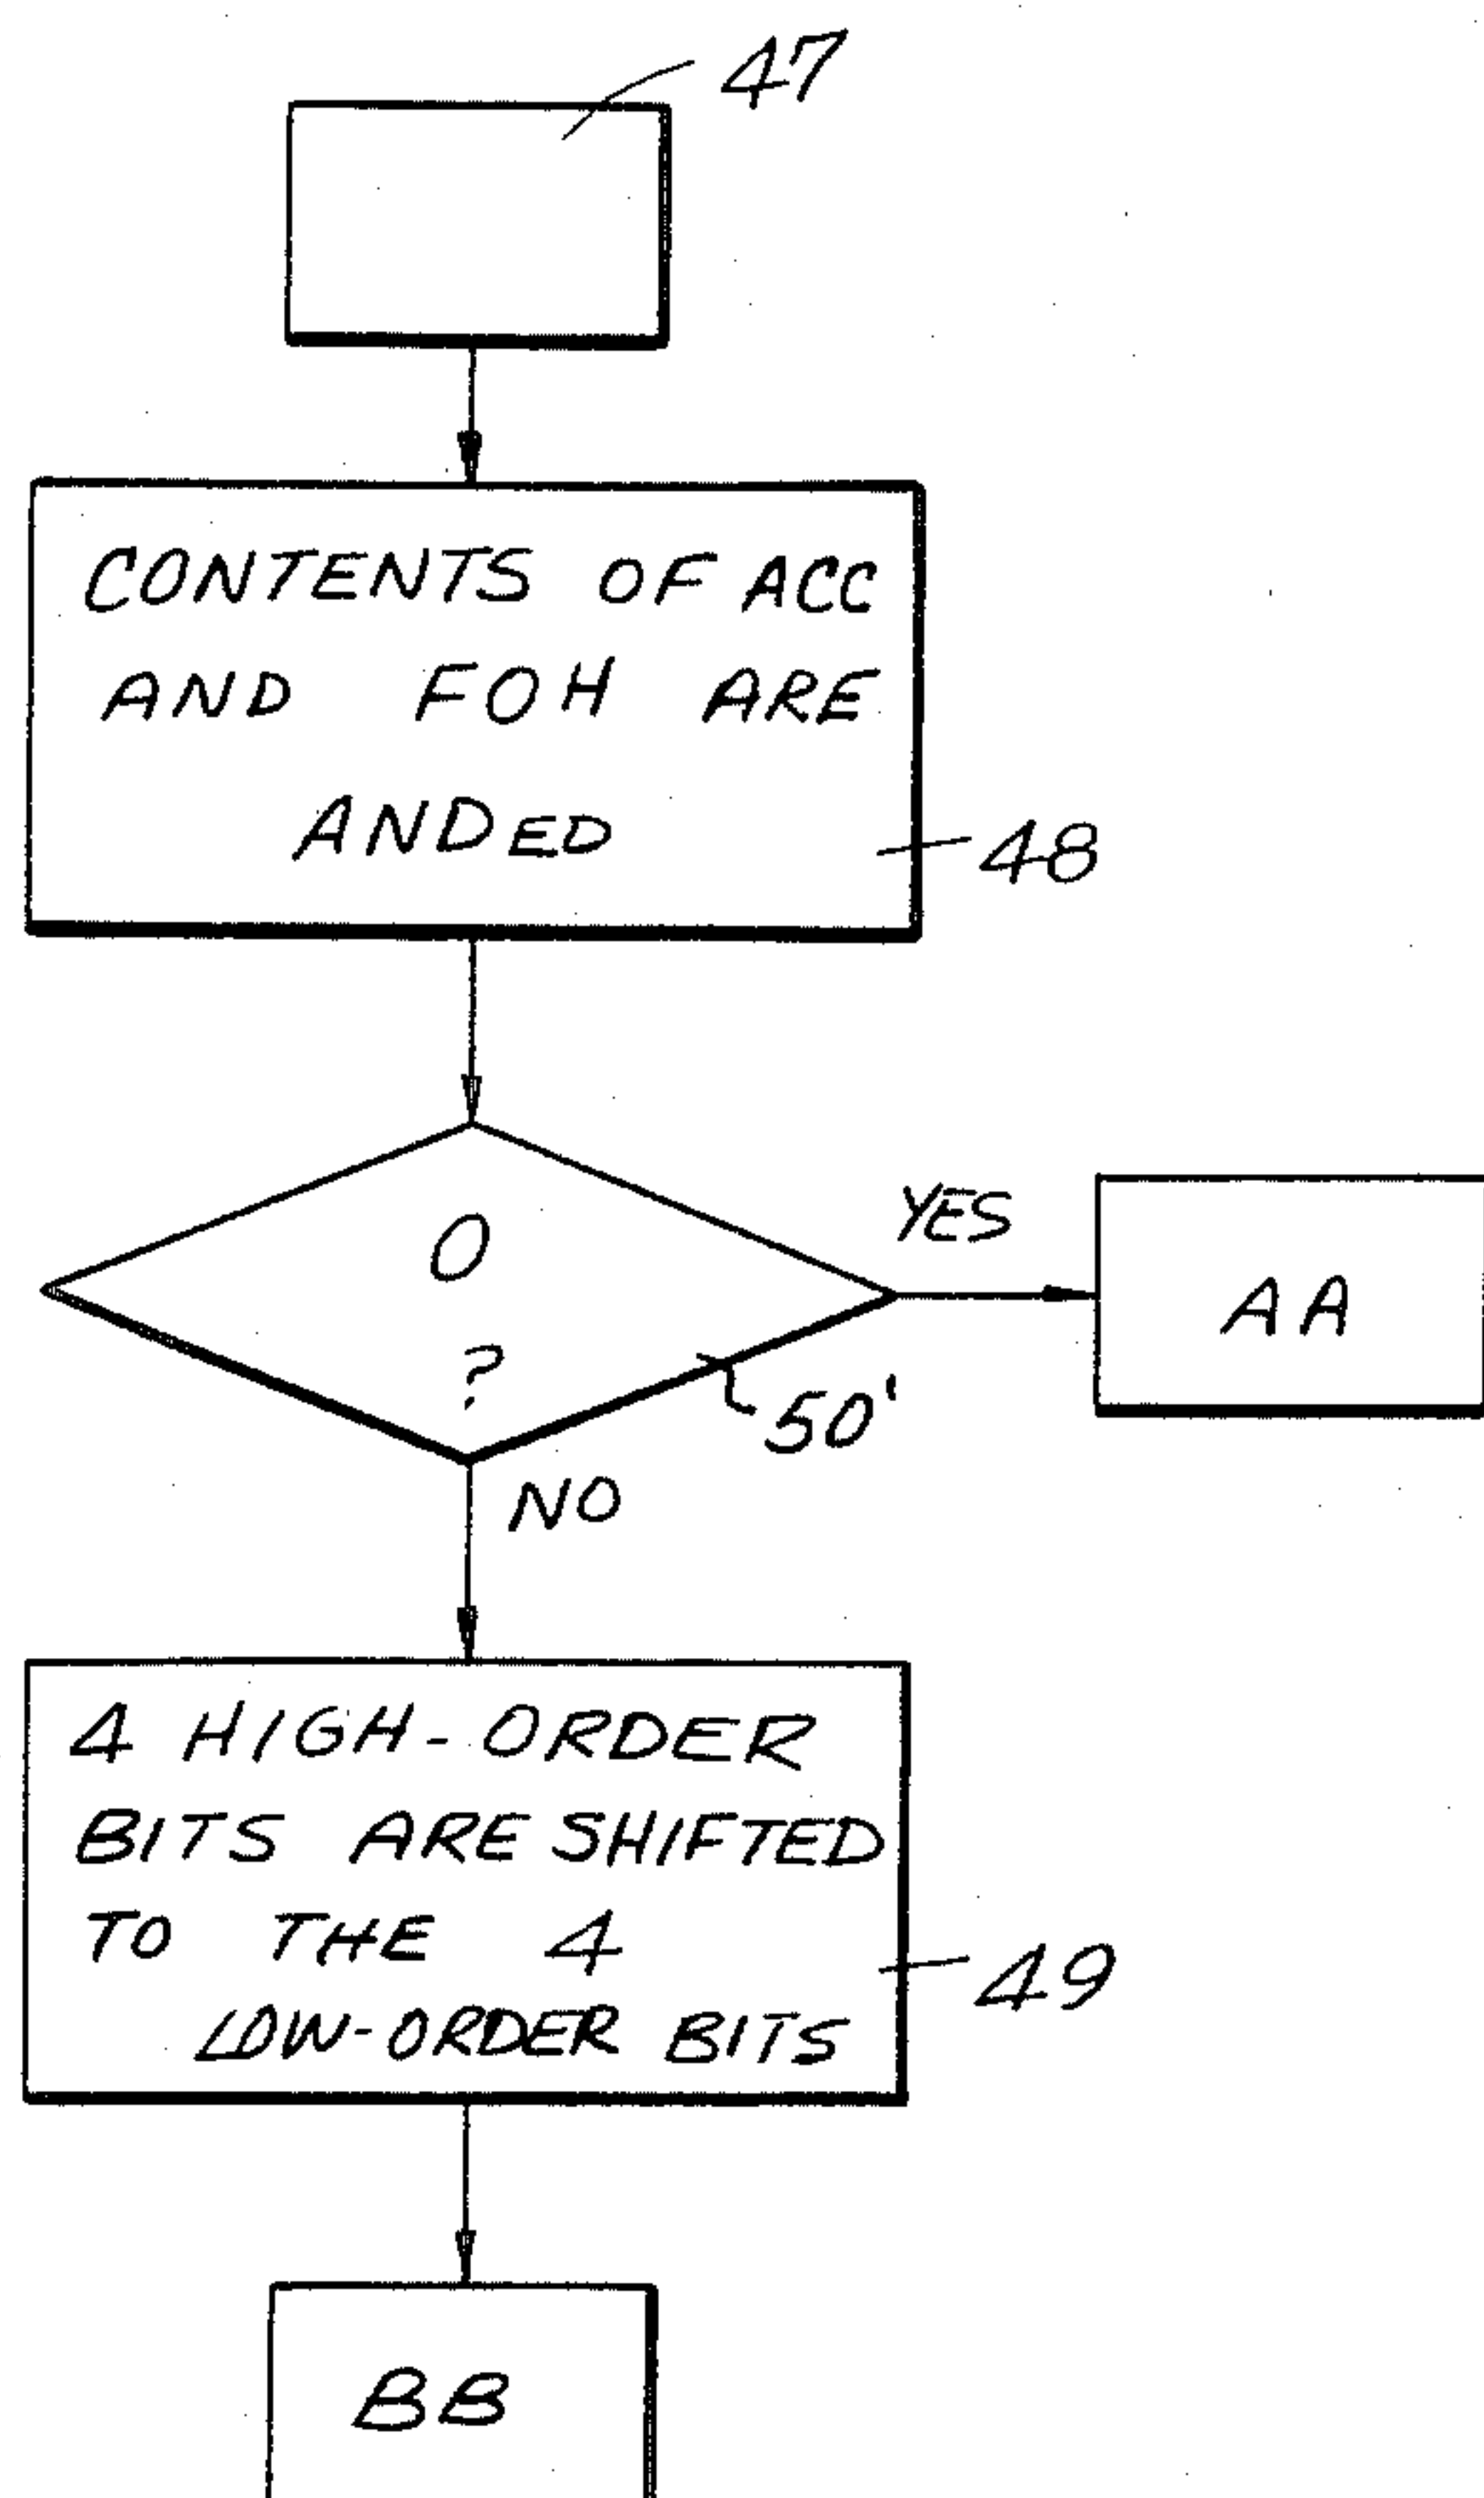 47
CONTENTS OF ACC
AND FOH ARE
ANDED
48
0
?
YES
AA
50'
NO
4 HIGH-ORDER
BITS ARE SHIFTED
TO THE 4
LOW-ORDER BITS
49
BB